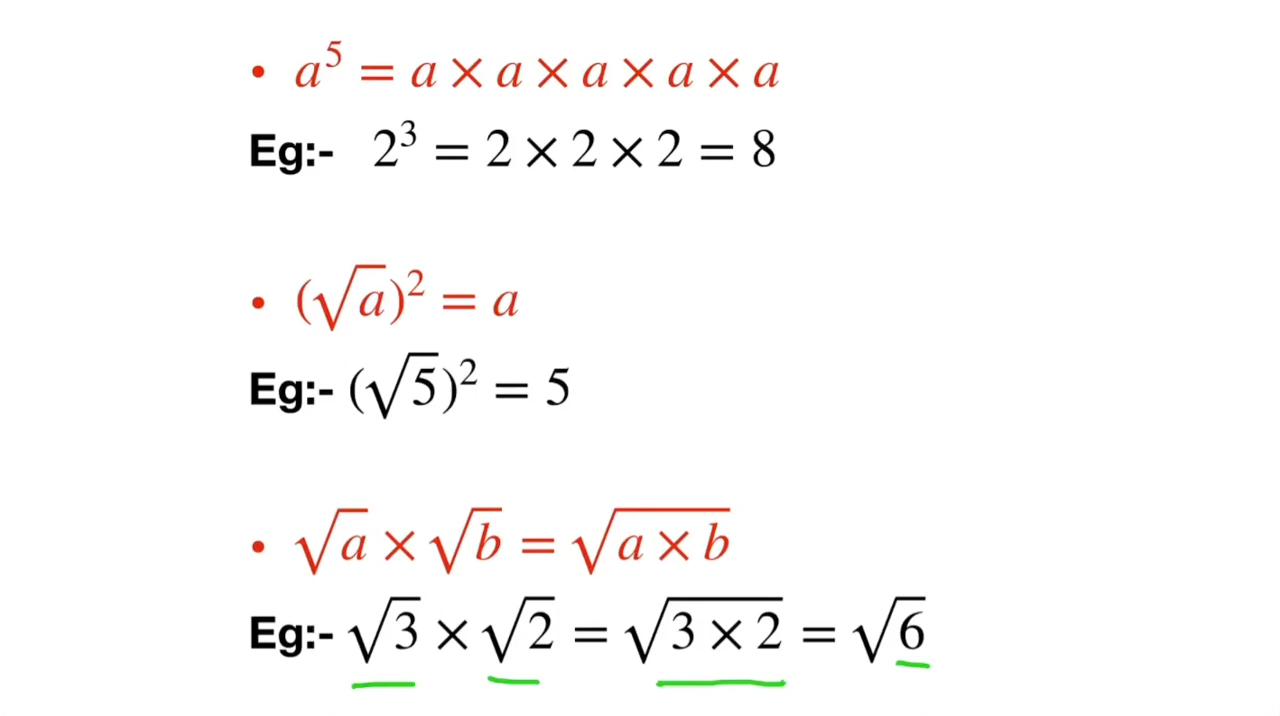 • a⁵ = a × a × a × a × a
Eg:- 2³ = 2 × 2 × 2 = 8
• (√a)² = a
Eg:- (√5)² = 5
• √a × √b = √(a × b)
Eg:- √3 × √2 = √(3 × 2) = √6